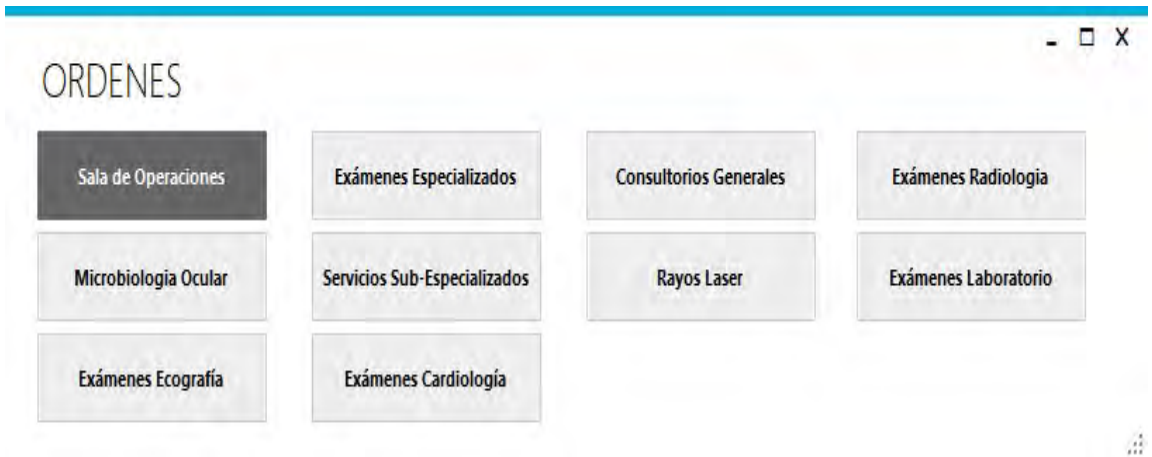 ORDENES
Sala de Operaciones
Exámenes Especializados
Consultorios Generales
Exámenes Radiologia
Microbiologia Ocular
Servicios Sub-Especializados
Rayos Laser
Exámenes Laboratorio
Exámenes Ecografía
Exámenes Cardiología